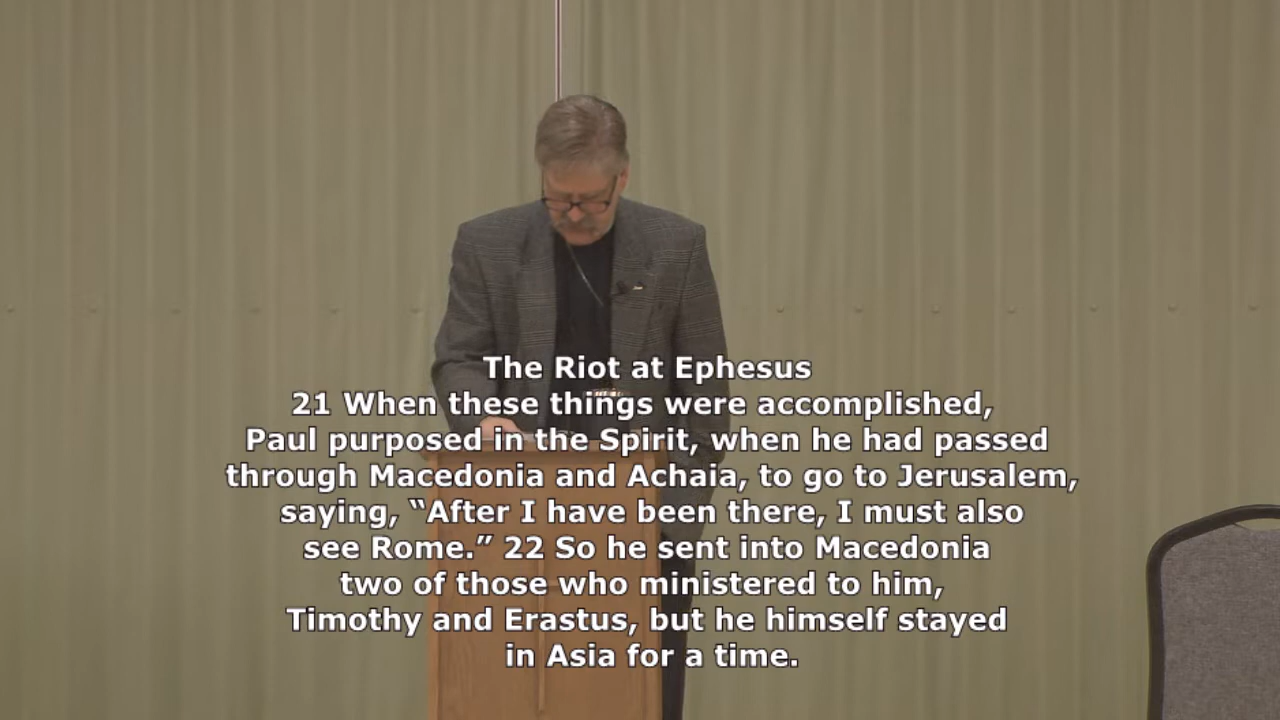 The Riot at Ephesus
21 When these things were accomplished,
Paul purposed in the Spirit, when he had passed
through Macedonia and Achaia, to go to Jerusalem,
saying, “After I have been there, I must also
see Rome.” 22 So he sent into Macedonia
two of those who ministered to him,
Timothy and Erastus, but he himself stayed
in Asia for a time.